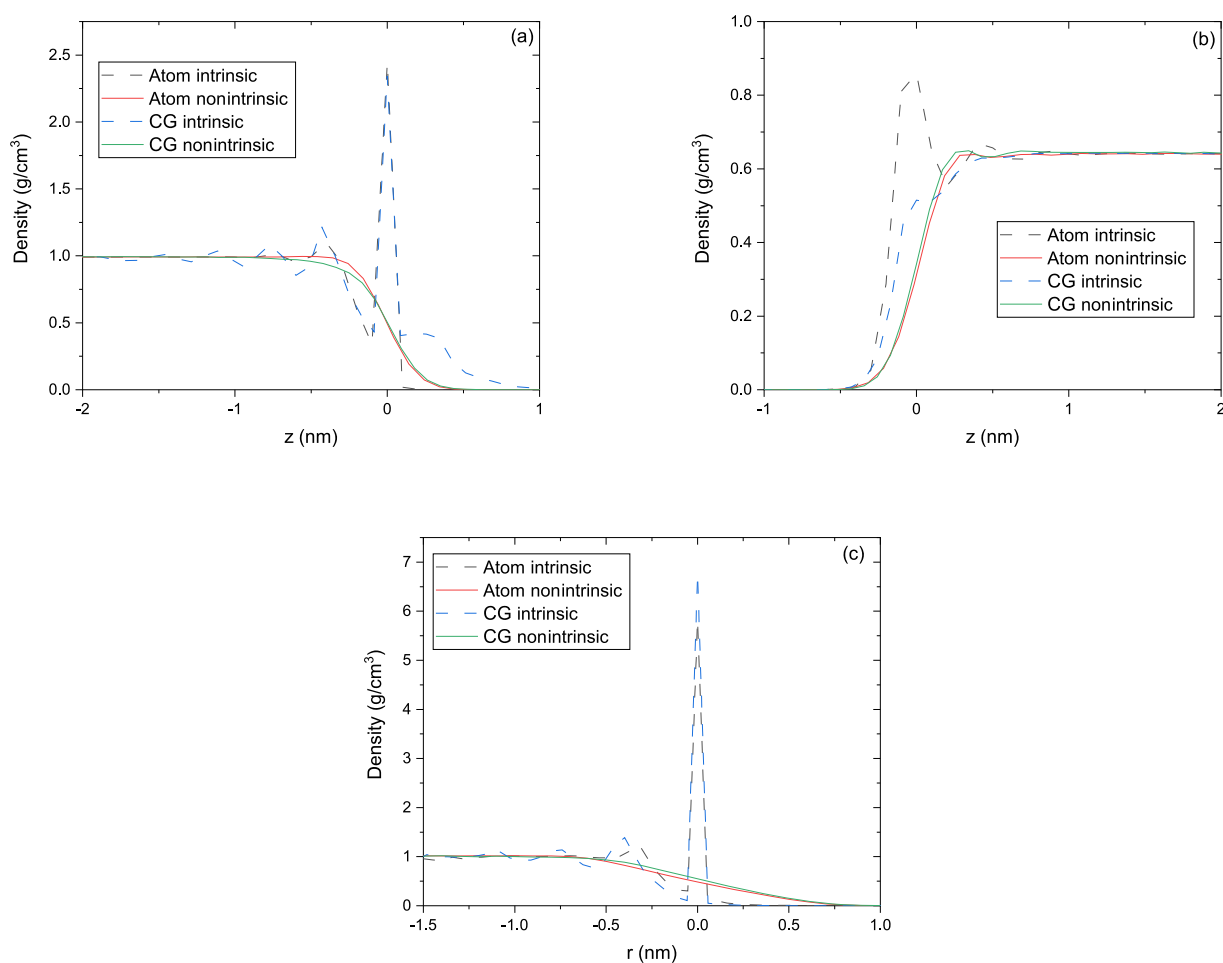 (a)
2.5
2.0
1.5
1.0
0.5
0.0
Density (g/cm³)
Atom intrinsic
Atom nonintrinsic
CG intrinsic
CG nonintrinsic
-2
-1
0
1
z (nm)
(b)
1.0
0.8
0.6
0.4
0.2
0.0
Density (g/cm³)
Atom intrinsic
Atom nonintrinsic
CG intrinsic
CG nonintrinsic
-1
0
1
2
z (nm)
(c)
7
6
5
4
3
2
1
0
Density (g/cm³)
Atom intrinsic
Atom nonintrinsic
CG intrinsic
CG nonintrinsic
-1.5
-1.0
-0.5
0.0
0.5
1.0
r (nm)